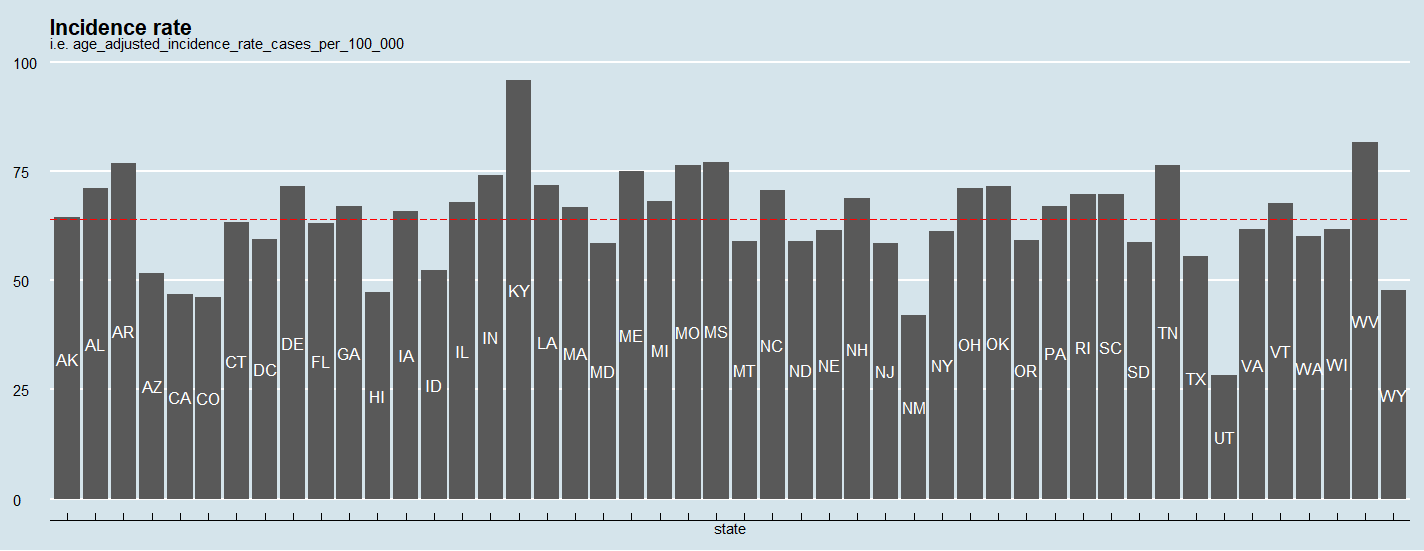 Incidence rate
i.e. age_adjusted_incidence_rate_cases_per_100_000
100
75
50
25
0
AK AL AR AZ CA CO CT DC DE FL GA HI IA ID IL IN KY LA MA MD ME MI MO MS MT NC ND NE NH NJ NM NY OH OK OR PA RI SC SD TN TX UT VA VT WA WI WV WY
state